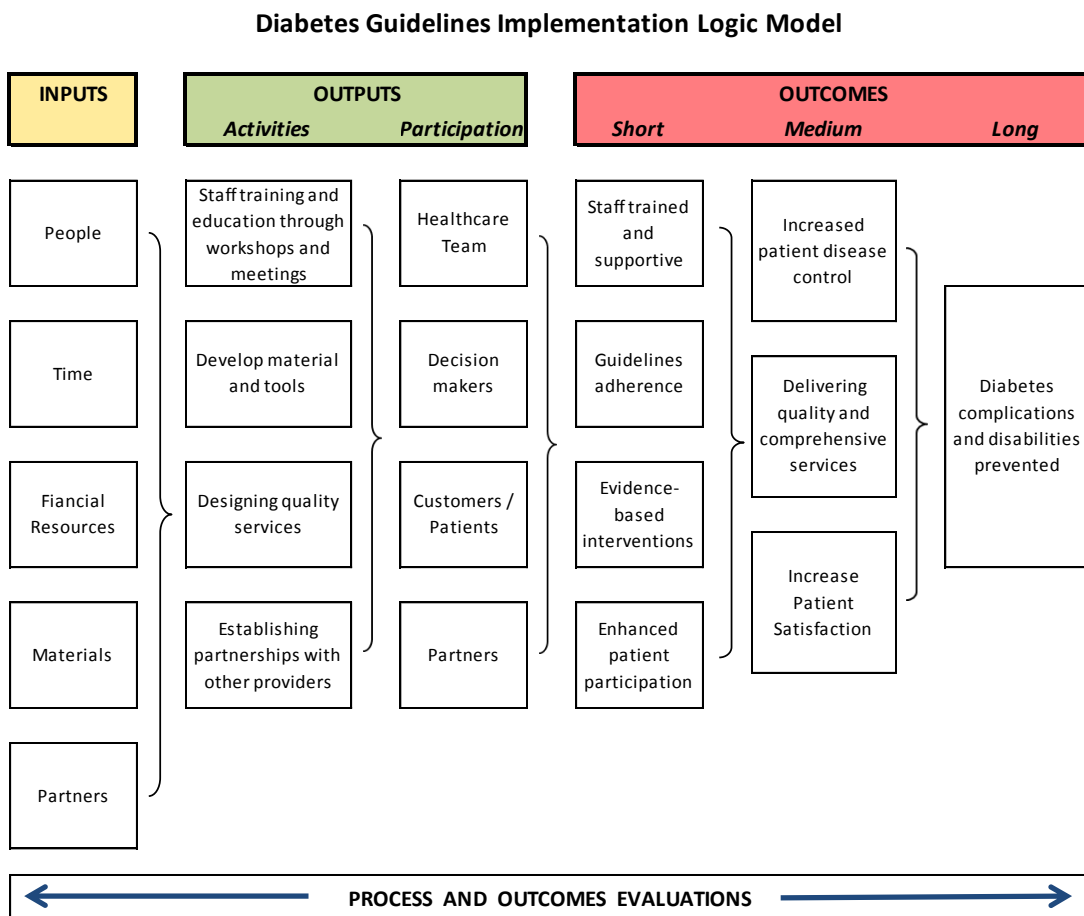 Diabetes Guidelines Implementation Logic Model
INPUTS
OUTPUTS
Activities Participation
OUTCOMES
Short Medium Long
People
Time
Fiancial
Resources
Materials
Partners
Staff training and
education through
workshops and
meetings
Develop material
and tools
Designing quality
services
Establishing
partnerships with
other providers
Healthcare
Team
Decision
makers
Customers /
Patients
Partners
Staff trained
and
supportive
Guidelines
adherence
Evidence-
based
interventions
Enhanced
patient
participation
Increased
patient disease
control
Delivering
quality and
comprehensive
services
Increase
Patient
Satisfaction
Diabetes
complications
and disabilities
prevented
PROCESS AND OUTCOMES EVALUATIONS